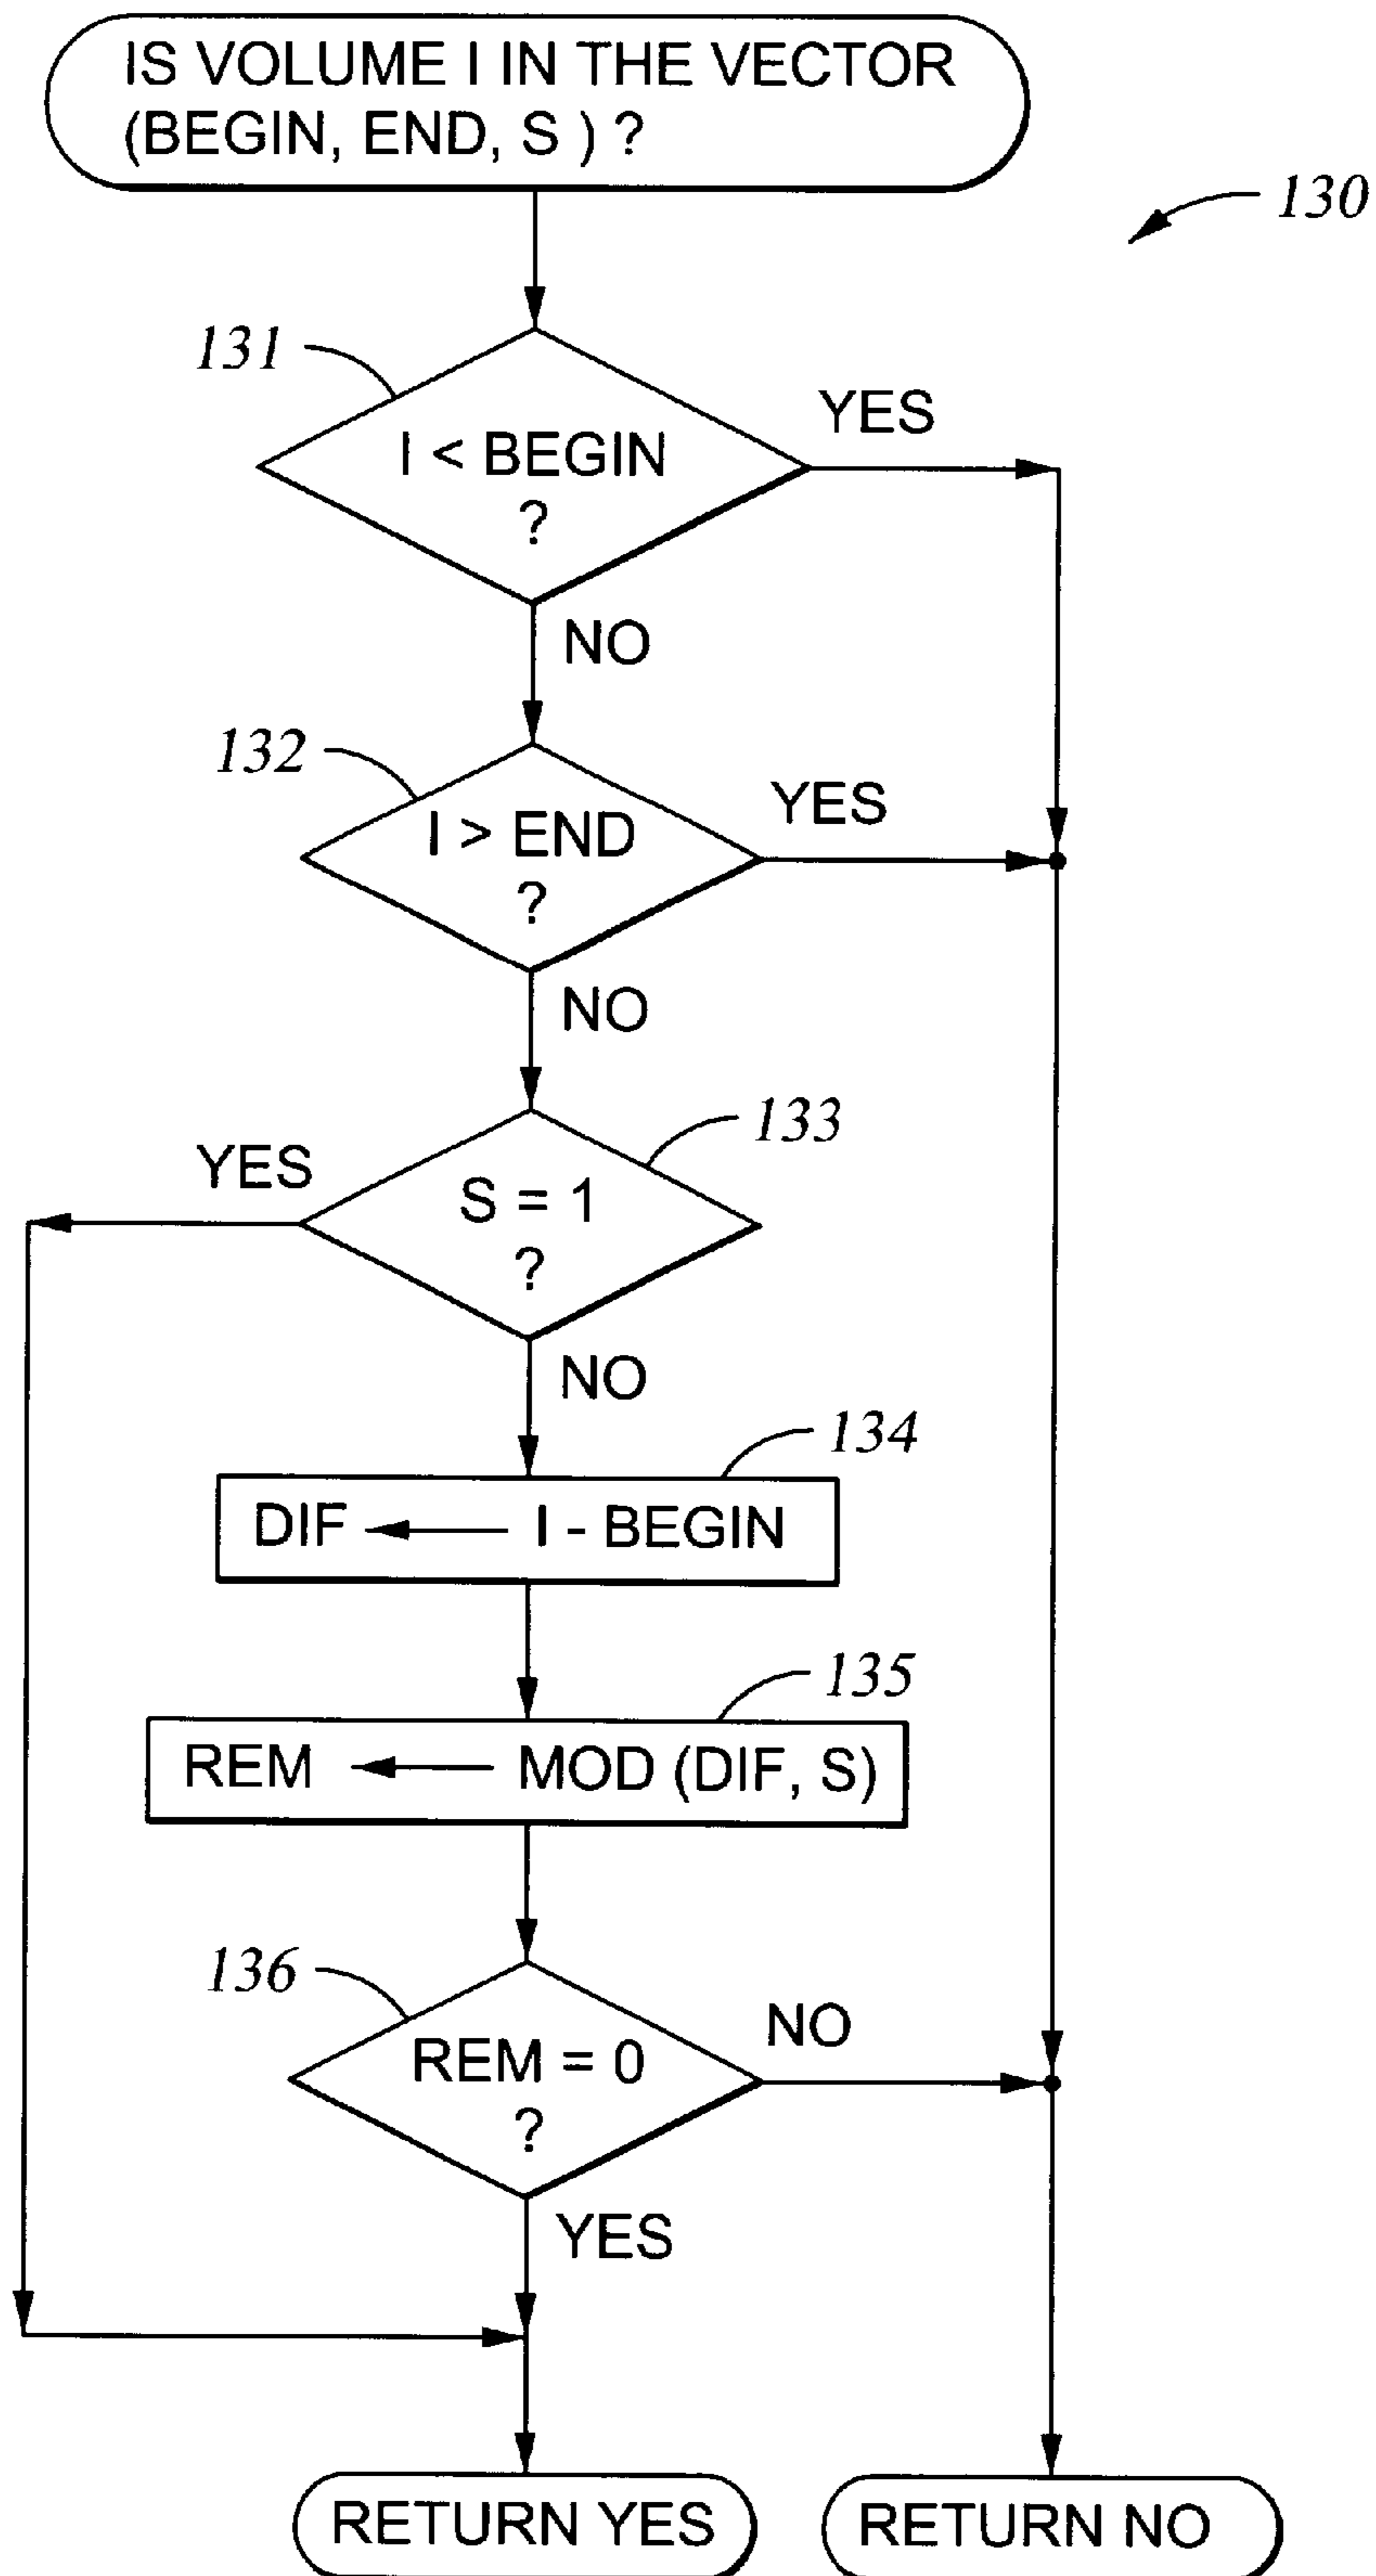 IS VOLUME I IN THE VECTOR
(BEGIN, END, S ) ?
130
131
I < BEGIN
?
YES
NO
132
I > END
?
YES
NO
133
YES
S = 1
?
NO
134
DIF ← I - BEGIN
135
REM ← MOD (DIF, S)
136
REM = 0
?
NO
YES
RETURN YES
RETURN NO